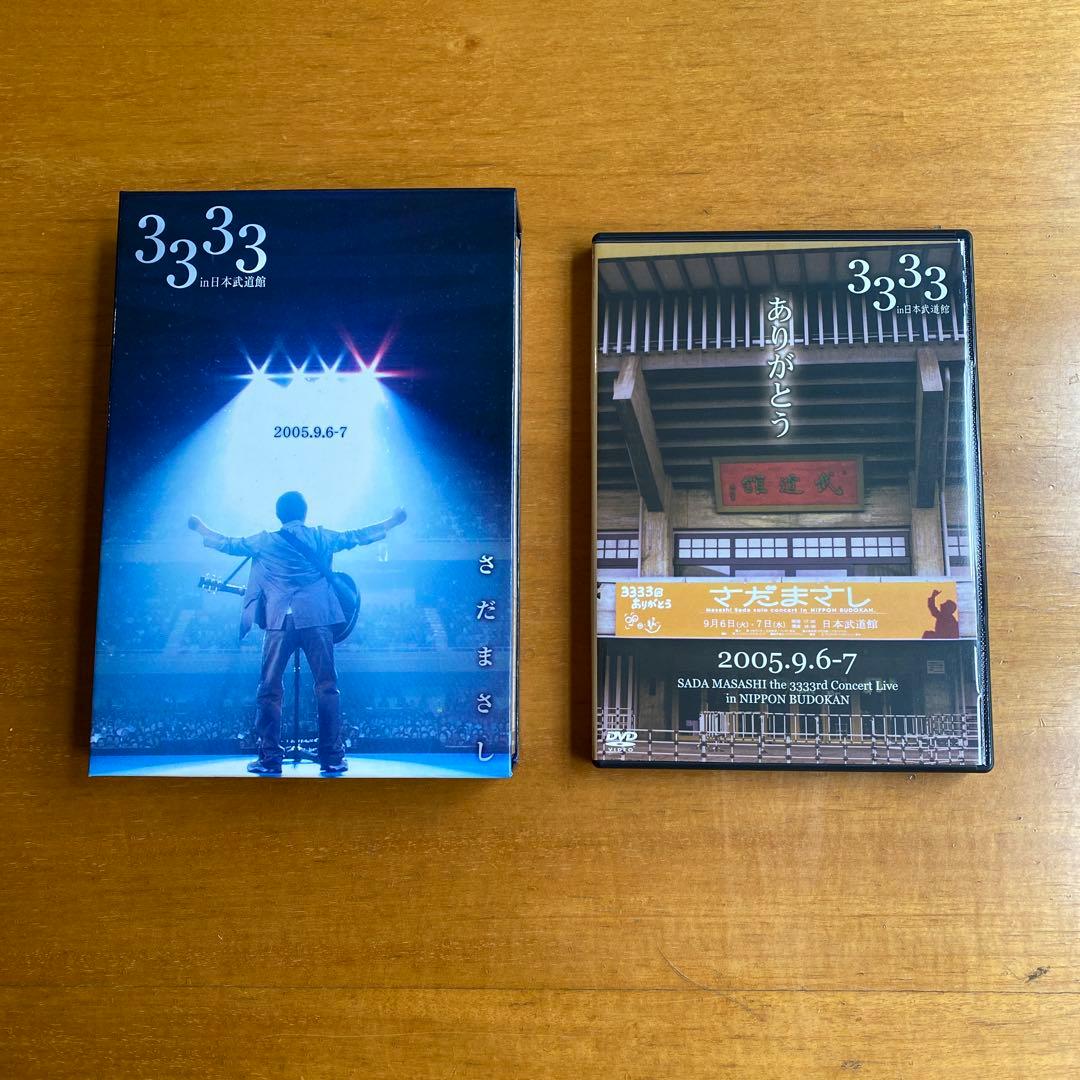 3333
in日本武道館
2005.9.6-7
さだまさし
3333
in日本武道館
ありがとう
武道館
3333回
ありがとう
さだまさし
Masashi Sada solo concert in NIPPON BUDOKAN.
9月6日(火)・7日(水)
日本武道館
2005.9.6-7
SADA MASASHI the 3333rd Concert Live
in NIPPON BUDOKAN
DVD
VIDEO